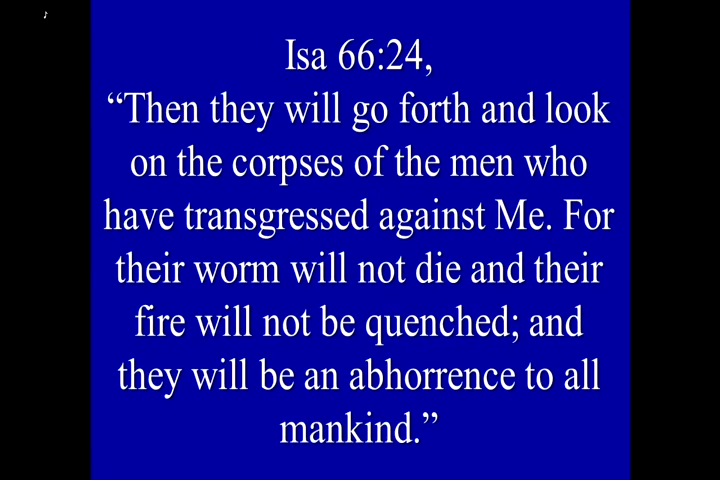 Isa 66:24,
“Then they will go forth and look
on the corpses of the men who
have transgressed against Me. For
their worm will not die and their
fire will not be quenched; and
they will be an abhorrence to all
mankind.”